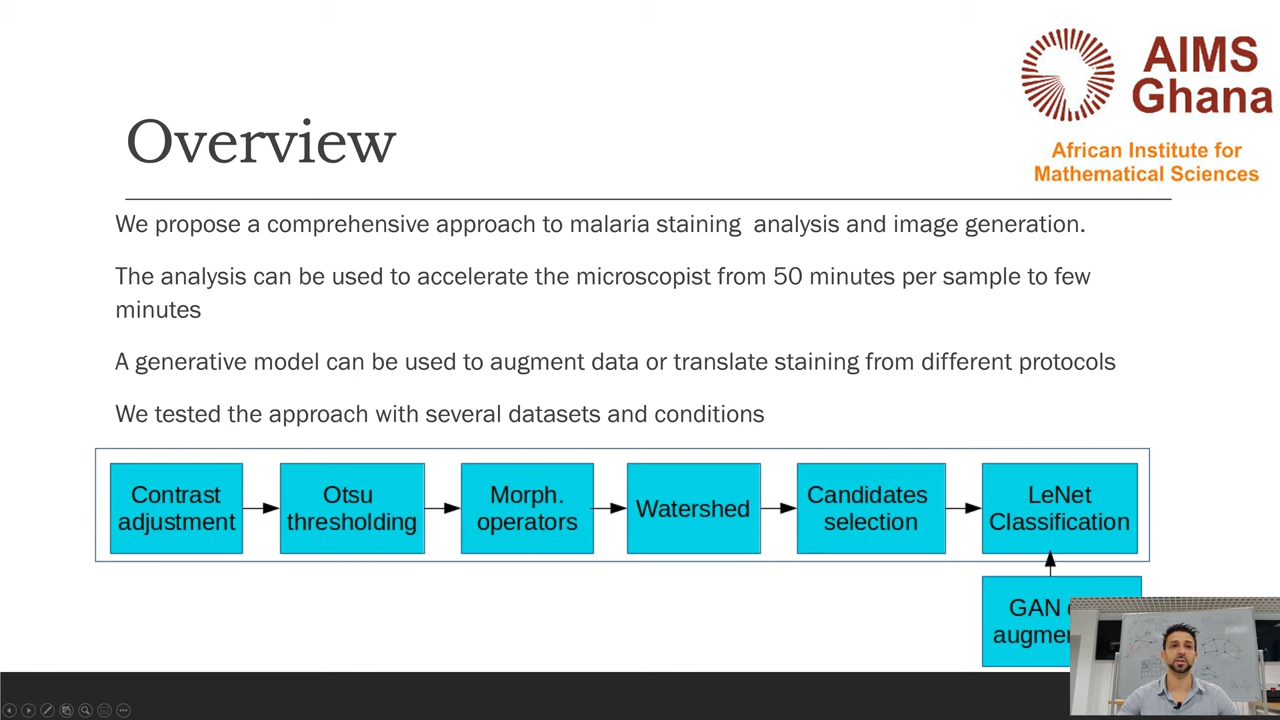 AIMS
Ghana
African Institute for
Mathematical Sciences
Overview
We propose a comprehensive approach to malaria staining  analysis and image generation.
The analysis can be used to accelerate the microscopist from 50 minutes per sample to few
minutes
A generative model can be used to augment data or translate staining from different protocols
We tested the approach with several datasets and conditions
Contrast
adjustment
Otsu
thresholding
Morph.
operators
Watershed
Candidates
selection
LeNet
Classification
GAN